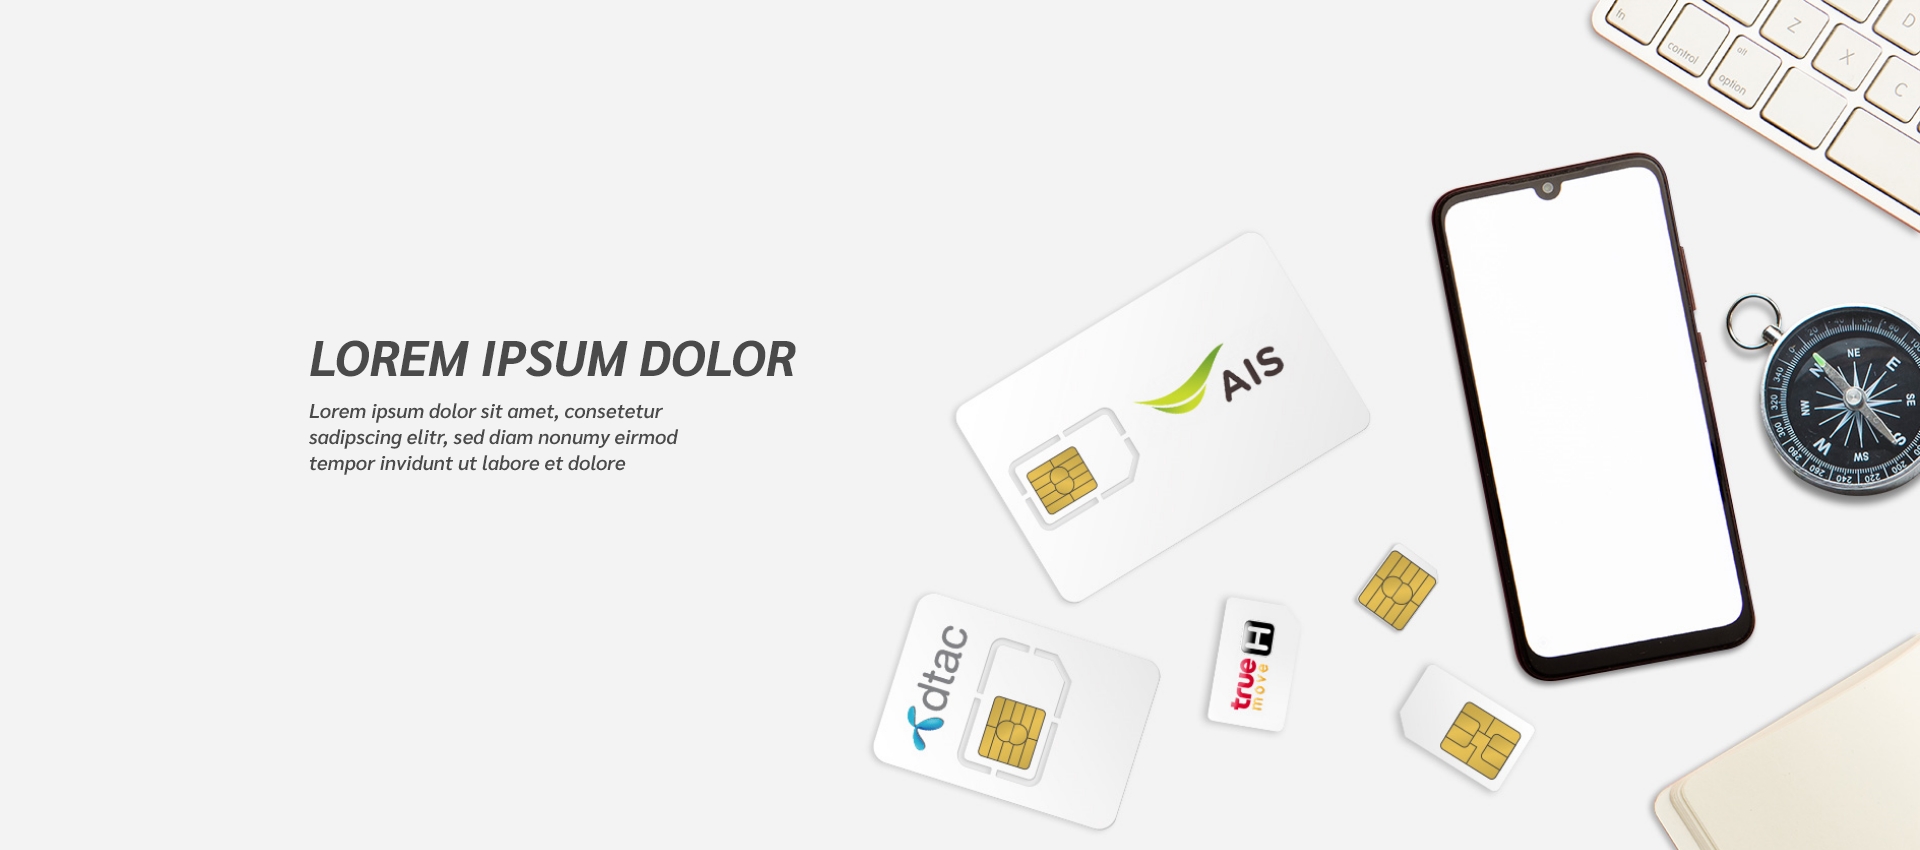 LOREM IPSUM DOLOR
Lorem ipsum dolor sit amet, consetetur
sadipscing elitr, sed diam nonumy eirmod
tempor invidunt ut labore et dolore
AIS
dtac
true
move
H
fn
control
alt
option
Z
X
C
D
N
NE
E
SE
S
SW
W
NW